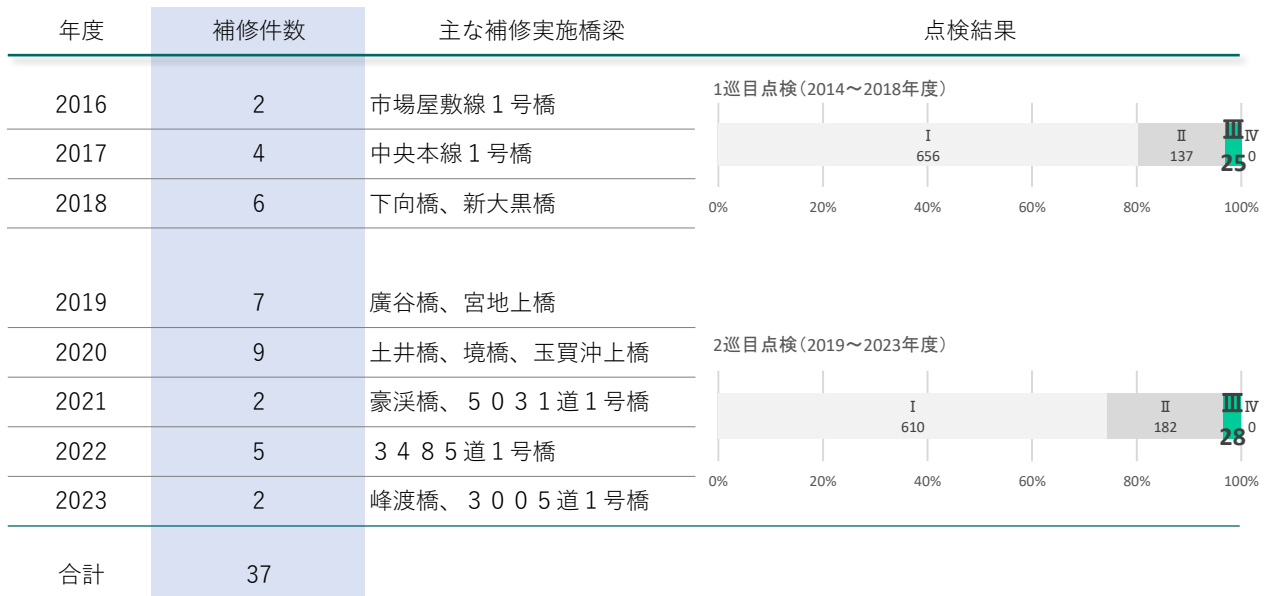 年度 補修件数 主な補修実施橋梁 点検結果
2016 2 市場屋敷線１号橋
2017 4 中央本線１号橋
2018 6 下向橋、新大黒橋
1巡目点検（2014～2018年度）
Ⅰ Ⅱ Ⅲ Ⅳ
656 137 25 0
0% 20% 40% 60% 80% 100%
2019 7 廣谷橋、宮地上橋
2020 9 土井橋、境橋、玉買沖上橋
2021 2 豪渓橋、５０３１道１号橋
2022 5 ３４８５道１号橋
2023 2 峰渡橋、３００５道１号橋
2巡目点検（2019～2023年度）
Ⅰ Ⅱ Ⅲ Ⅳ
610 182 28 0
0% 20% 40% 60% 80% 100%
合計 37